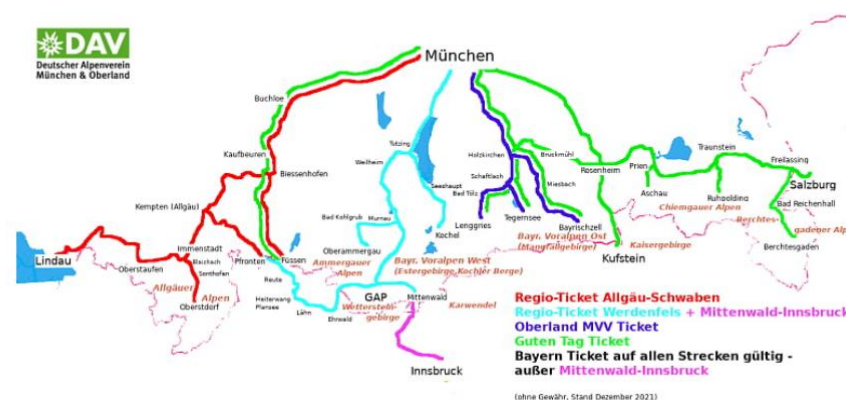 DAV
Deutscher Alpenverein
München & Oberland
München
Buchloe
Kaufbeuren
Biessenhofen
Kempten (Allgäu)
Immenstadt
Lindau
Oberstaufen
Blaichach
Sonthofen
Oberstdorf
Allgäuer
Alpen
Pfronten
Füssen
Reute
Heiterwang
Plansee
Lähn
Ehrwald
Tutzing
Weilheim
Seeshaupt
Bad Kohlgrub
Murnau
Kochel
Oberammergau
Ammergauer
Alpen
Bayr. Voralpen West
(Estergebirge-Kochler Berge)
GAP
Mittenwald
Wetterstein-
gebirge
Karwendel
Innsbruck
Holzkirchen
Schaftlach
Bad Tölz
Lenggries
Tegernsee
Bruckmühl
Miesbach
Bayrischzell
Bayr. Voralpen Ost
(Mangfallgebirge)
Rosenheim
Kufstein
Kaisergebirge
Prien
Aschau
Chiemgauer Alpen
Traunstein
Ruhpolding
Freilassing
Salzburg
Bad Reichenhall
Berchtes-
gadener Alp
Berchtesgaden
Regio-Ticket Allgäu-Schwaben
Regio-Ticket Werdenfels + Mittenwald-Innsbruck
Oberland MVV Ticket
Guten Tag Ticket
Bayern Ticket auf allen Strecken gültig -
außer Mittenwald-Innsbruck
(ohne Gewähr, Stand Dezember 2021)